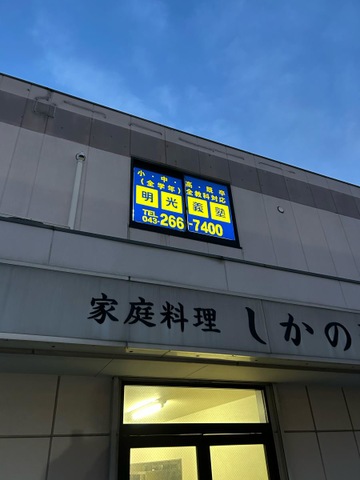 小・中・高・既卒
(全学年) 全教科対応
明光義塾
TEL 043-266-7400
家庭料理 しかの